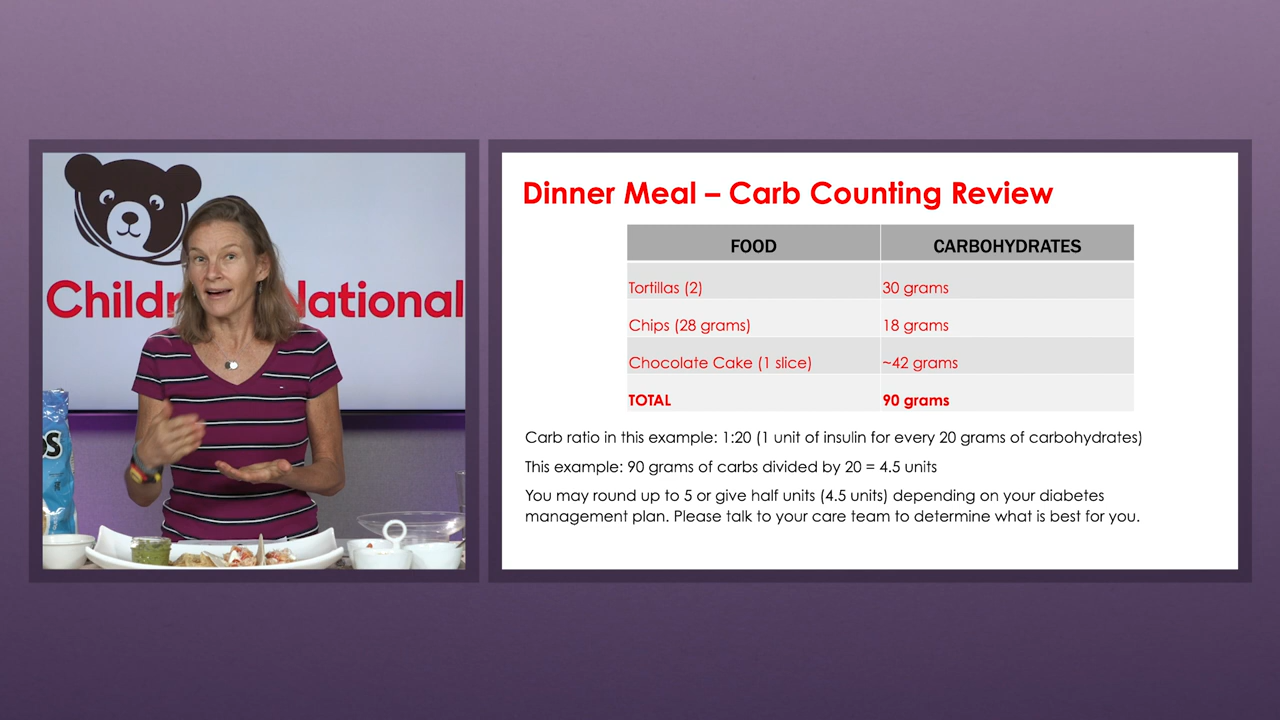 Children's National
OS
Dinner Meal – Carb Counting Review
FOOD CARBOHYDRATES
Tortillas (2) 30 grams
Chips (28 grams) 18 grams
Chocolate Cake (1 slice) ~42 grams
TOTAL 90 grams
Carb ratio in this example: 1:20 (1 unit of insulin for every 20 grams of carbohydrates)
This example: 90 grams of carbs divided by 20 = 4.5 units
You may round up to 5 or give half units (4.5 units) depending on your diabetes
management plan. Please talk to your care team to determine what is best for you.